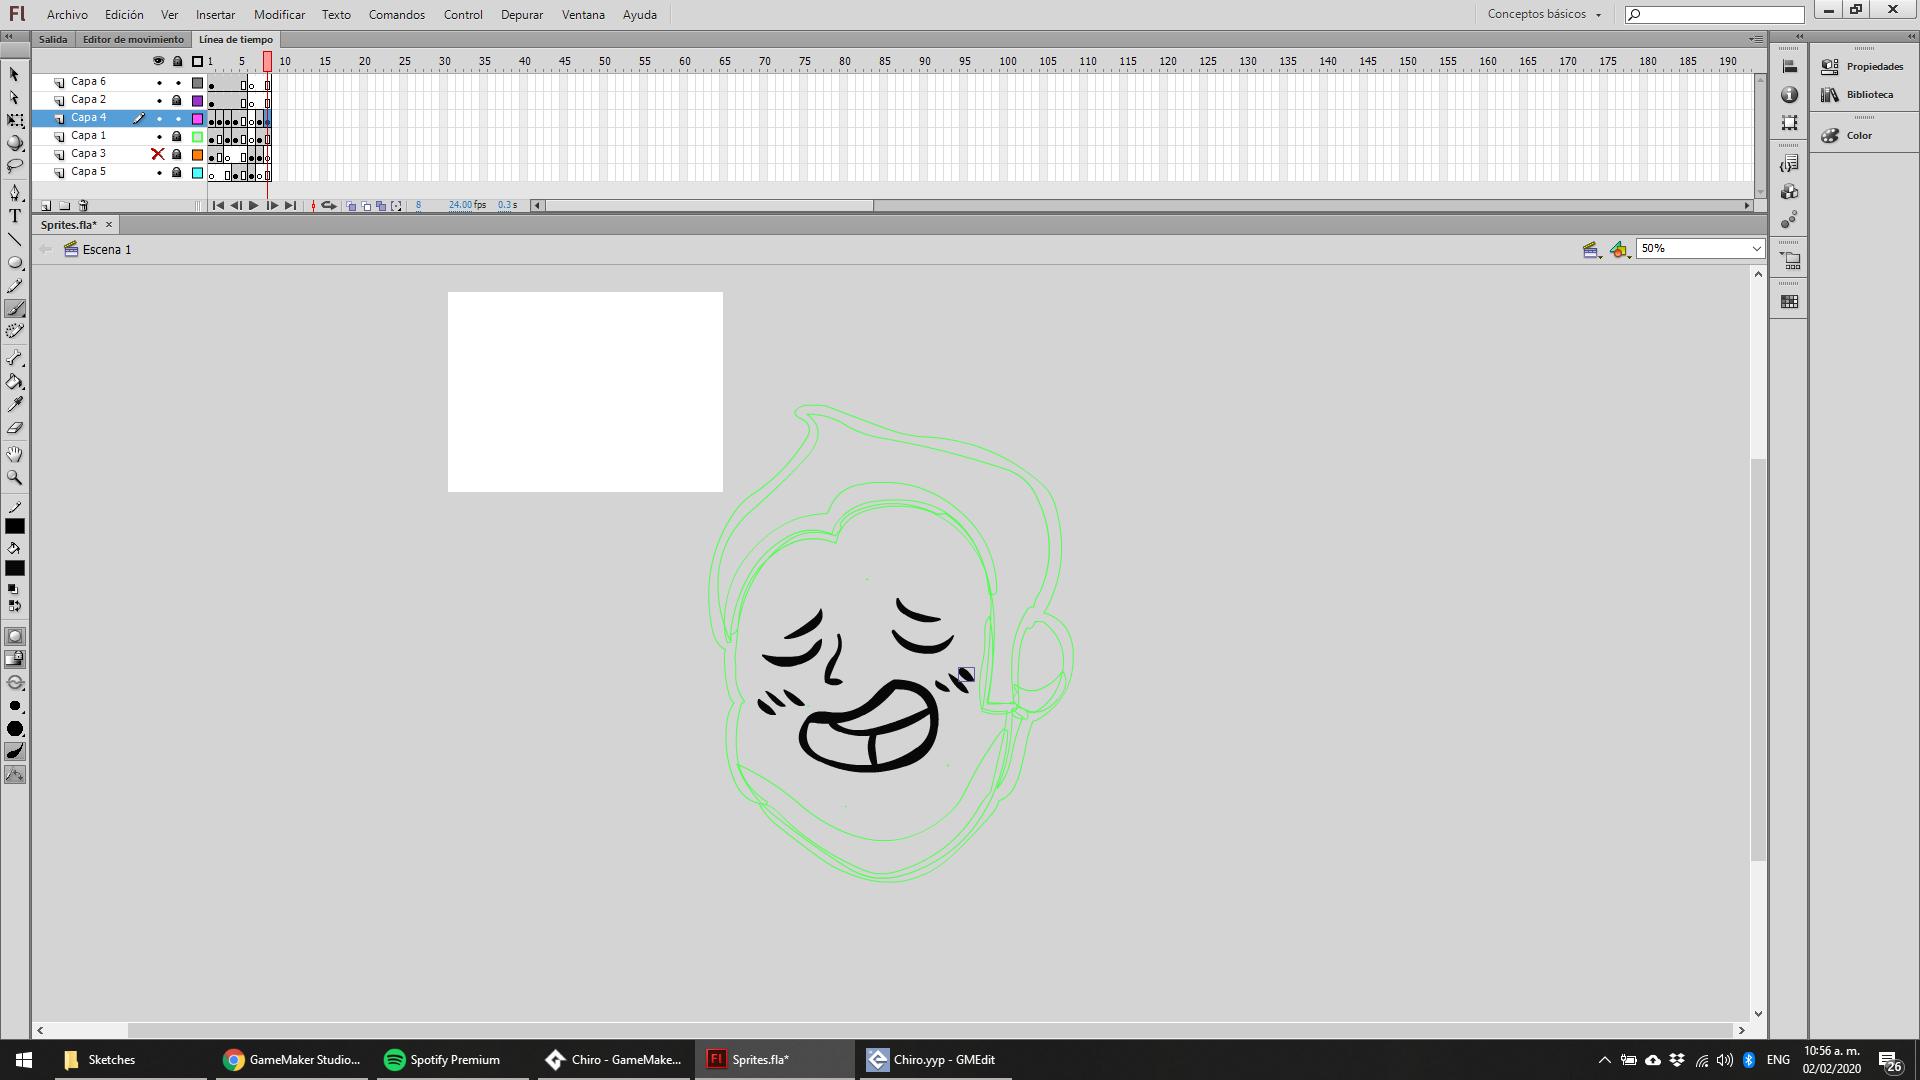 Fl Archivo Edición Ver Insertar Modificar Texto Comandos Control Depurar Ventana Ayuda Conceptos básicos
Salida Editor de movimiento Línea de tiempo
1 5 10 15 20 25 30 35 40 45 50 55 60 65 70 75 80 85 90 95 100 105 110 115 120 125 130 135 140 145 150 155 160 165 170 175 180 185 190
Capa 6
Capa 2
Capa 4
Capa 1
Capa 3
Capa 5
8 24.00 fps 0.3 s
Propiedades
Biblioteca
Color
Sprites.fla*
Escena 1 50%
T
Sketches GameMaker Studio... Spotify Premium Chiro - GameMake... Fl Sprites.fla* Chiro.yyp - GMEdit ENG 10:56 a. m.
02/02/2020 26